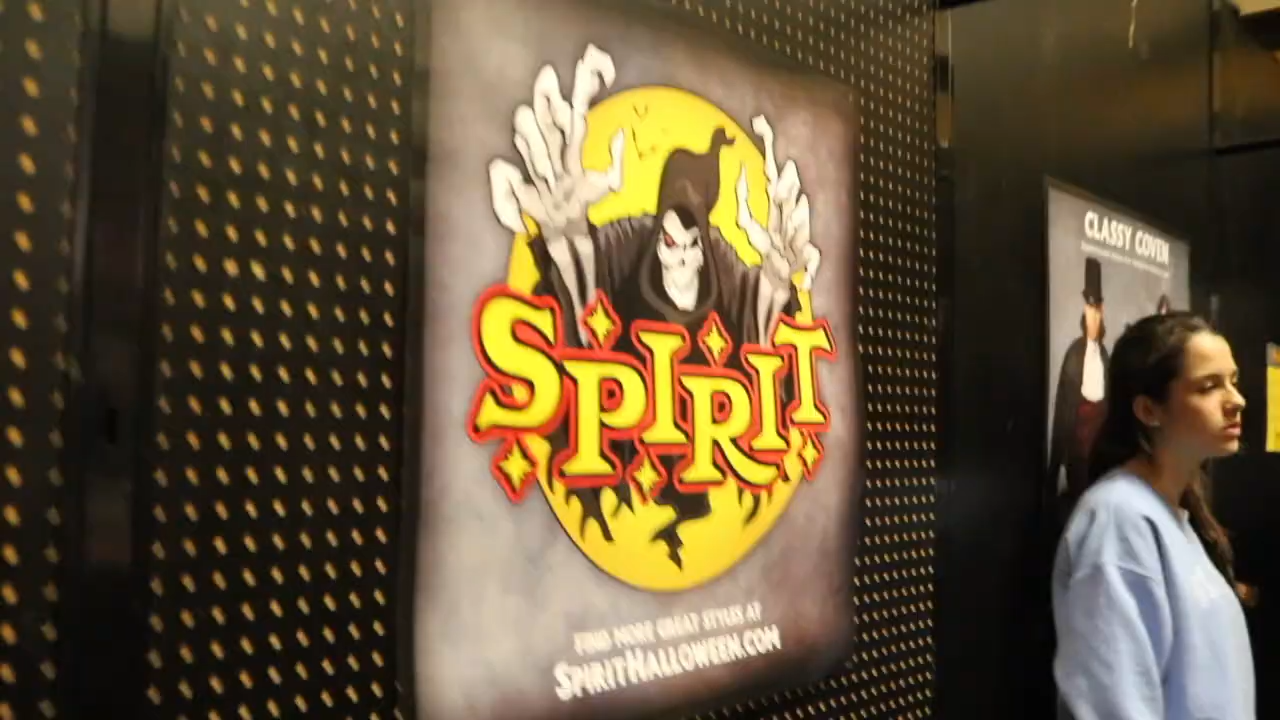 SPIRIT
FIND MORE GREAT STYLES AT
SPIRITHALLOWEEN.COM
CLASSY COVEN